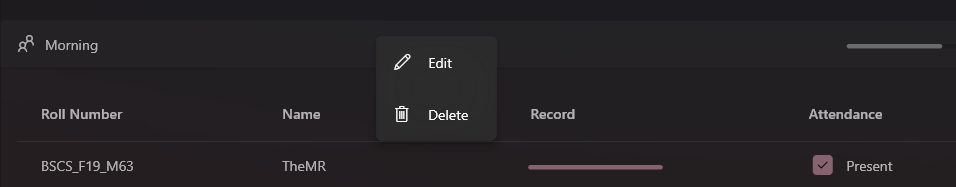 Morning
Edit
Delete
Roll Number Name Record Attendance
BSCS_F19_M63 TheMR Present